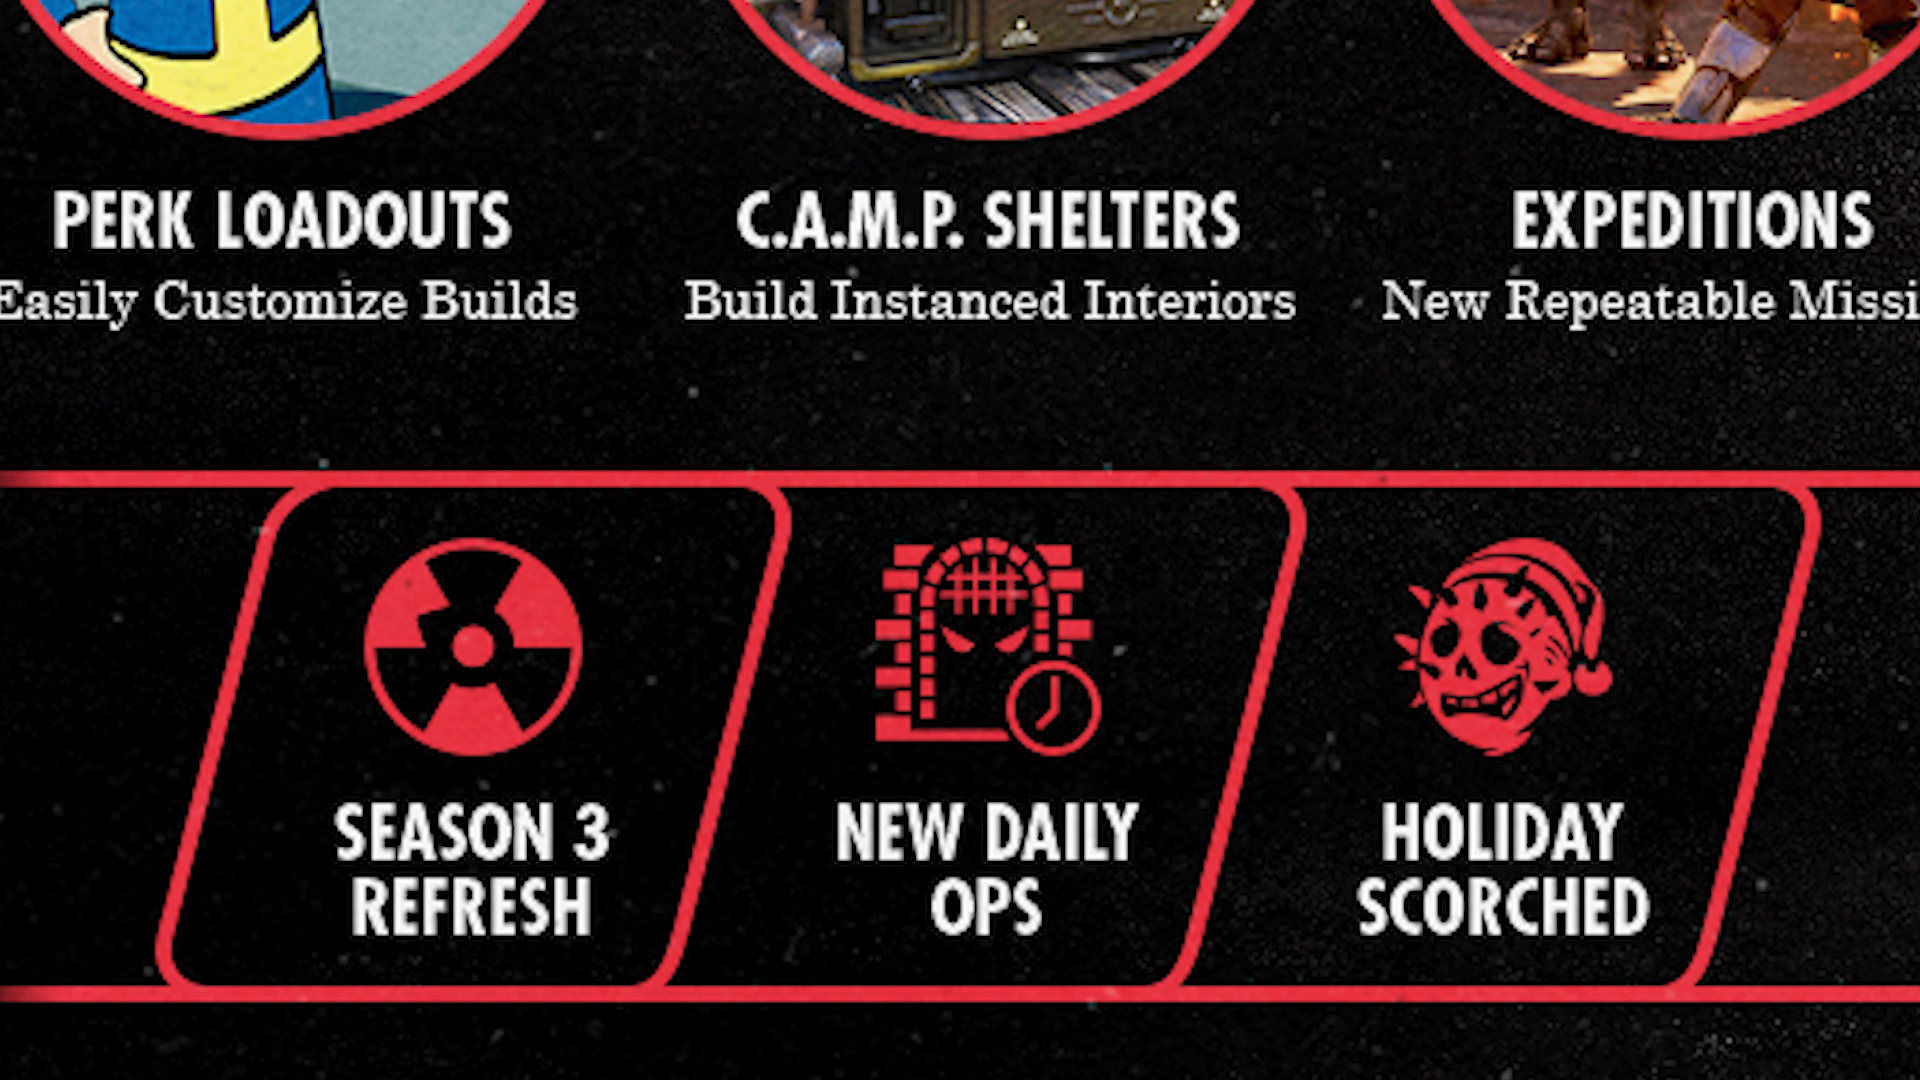 PERK LOADOUTS
Easily Customize Builds
C.A.M.P. SHELTERS
Build Instanced Interiors
EXPEDITIONS
New Repeatable Missi
SEASON 3
REFRESH
NEW DAILY
OPS
HOLIDAY
SCORCHED